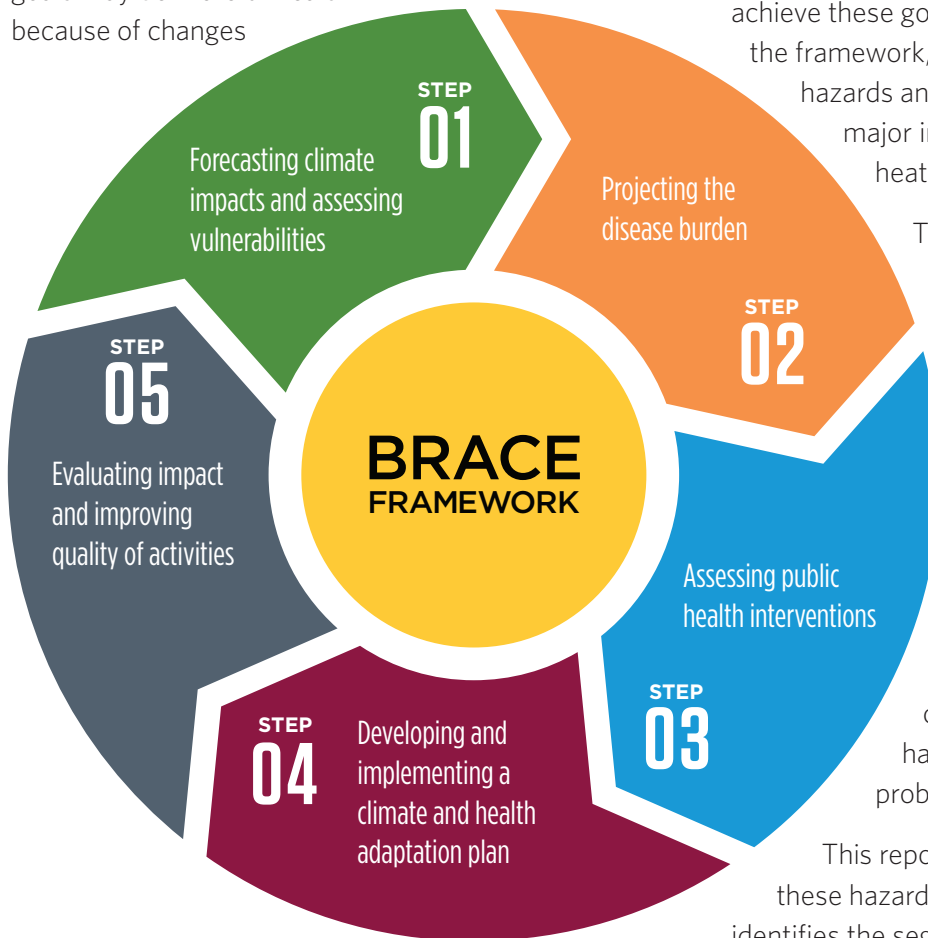 because of changes
achieve these go
the framework,
hazards an
major i
heat
T
STEP
01
Forecasting climate
impacts and assessing
vulnerabilities
Projecting the
disease burden
STEP
02
Assessing public
health interventions
STEP
03
STEP
04
Developing and
implementing a
climate and health
adaptation plan
STEP
05
Evaluating impact
and improving
quality of activities
BRACE
FRAMEWORK
ha
prob
This repo
these hazard
identifies the se